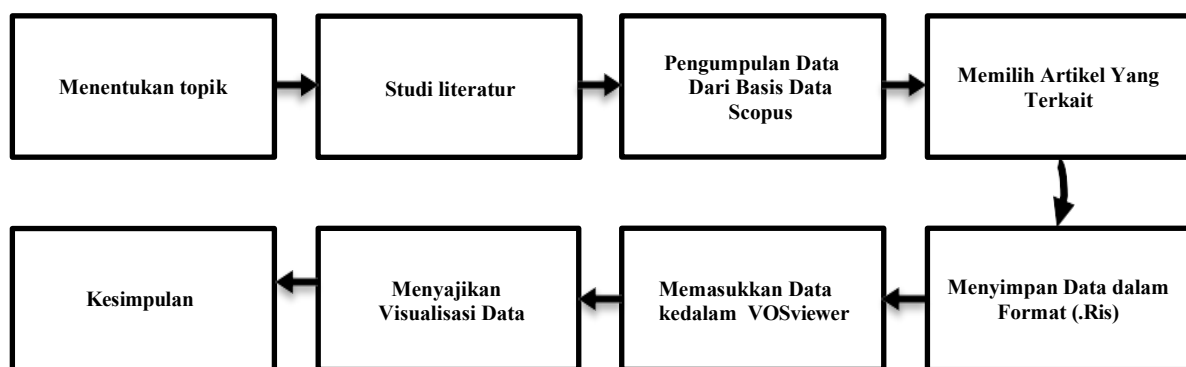 Menentukan topik
Studi literatur
Pengumpulan Data
Dari Basis Data
Scopus
Memilih Artikel Yang
Terkait
Menyimpan Data dalam
Format (.Ris)
Memasukkan Data
kedalam VOSviewer
Menyajikan
Visualisasi Data
Kesimpulan